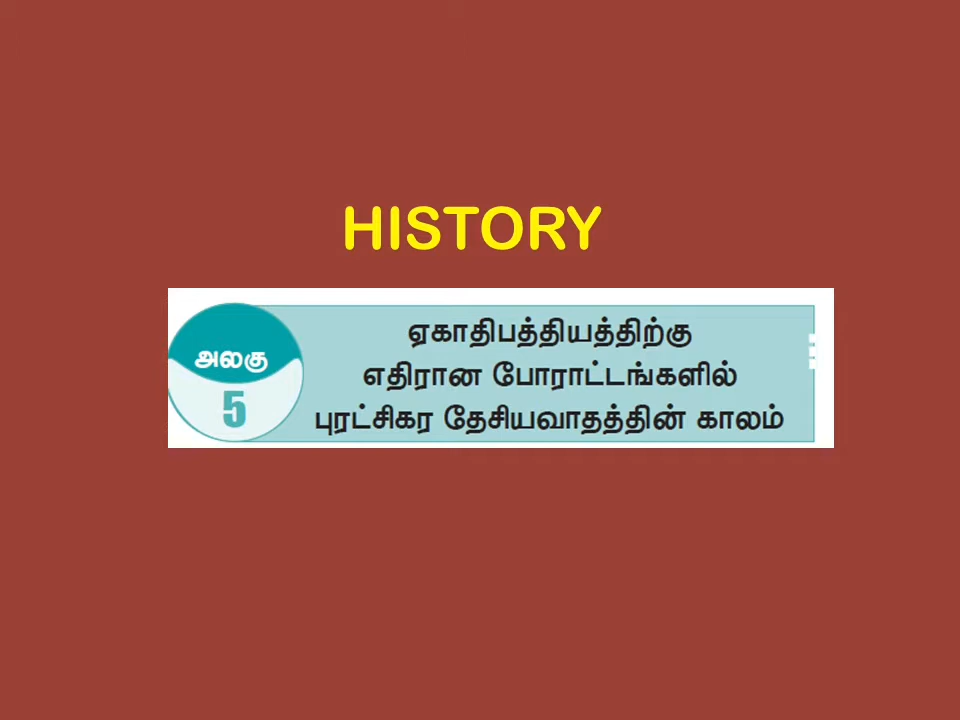 HISTORY
அலகு
5
ஏகாதிபத்தியத்திற்கு
எதிரான போராட்டங்களில்
புரட்சிகர தேசியவாதத்தின் காலம்